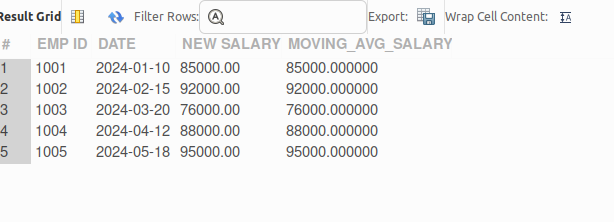 Result Grid Filter Rows: Export: Wrap Cell Content: IA
# EMP ID DATE NEW SALARY MOVING_AVG_SALARY
1 1001 2024-01-10 85000.00 85000.000000
2 1002 2024-02-15 92000.00 92000.000000
3 1003 2024-03-20 76000.00 76000.000000
4 1004 2024-04-12 88000.00 88000.000000
5 1005 2024-05-18 95000.00 95000.000000